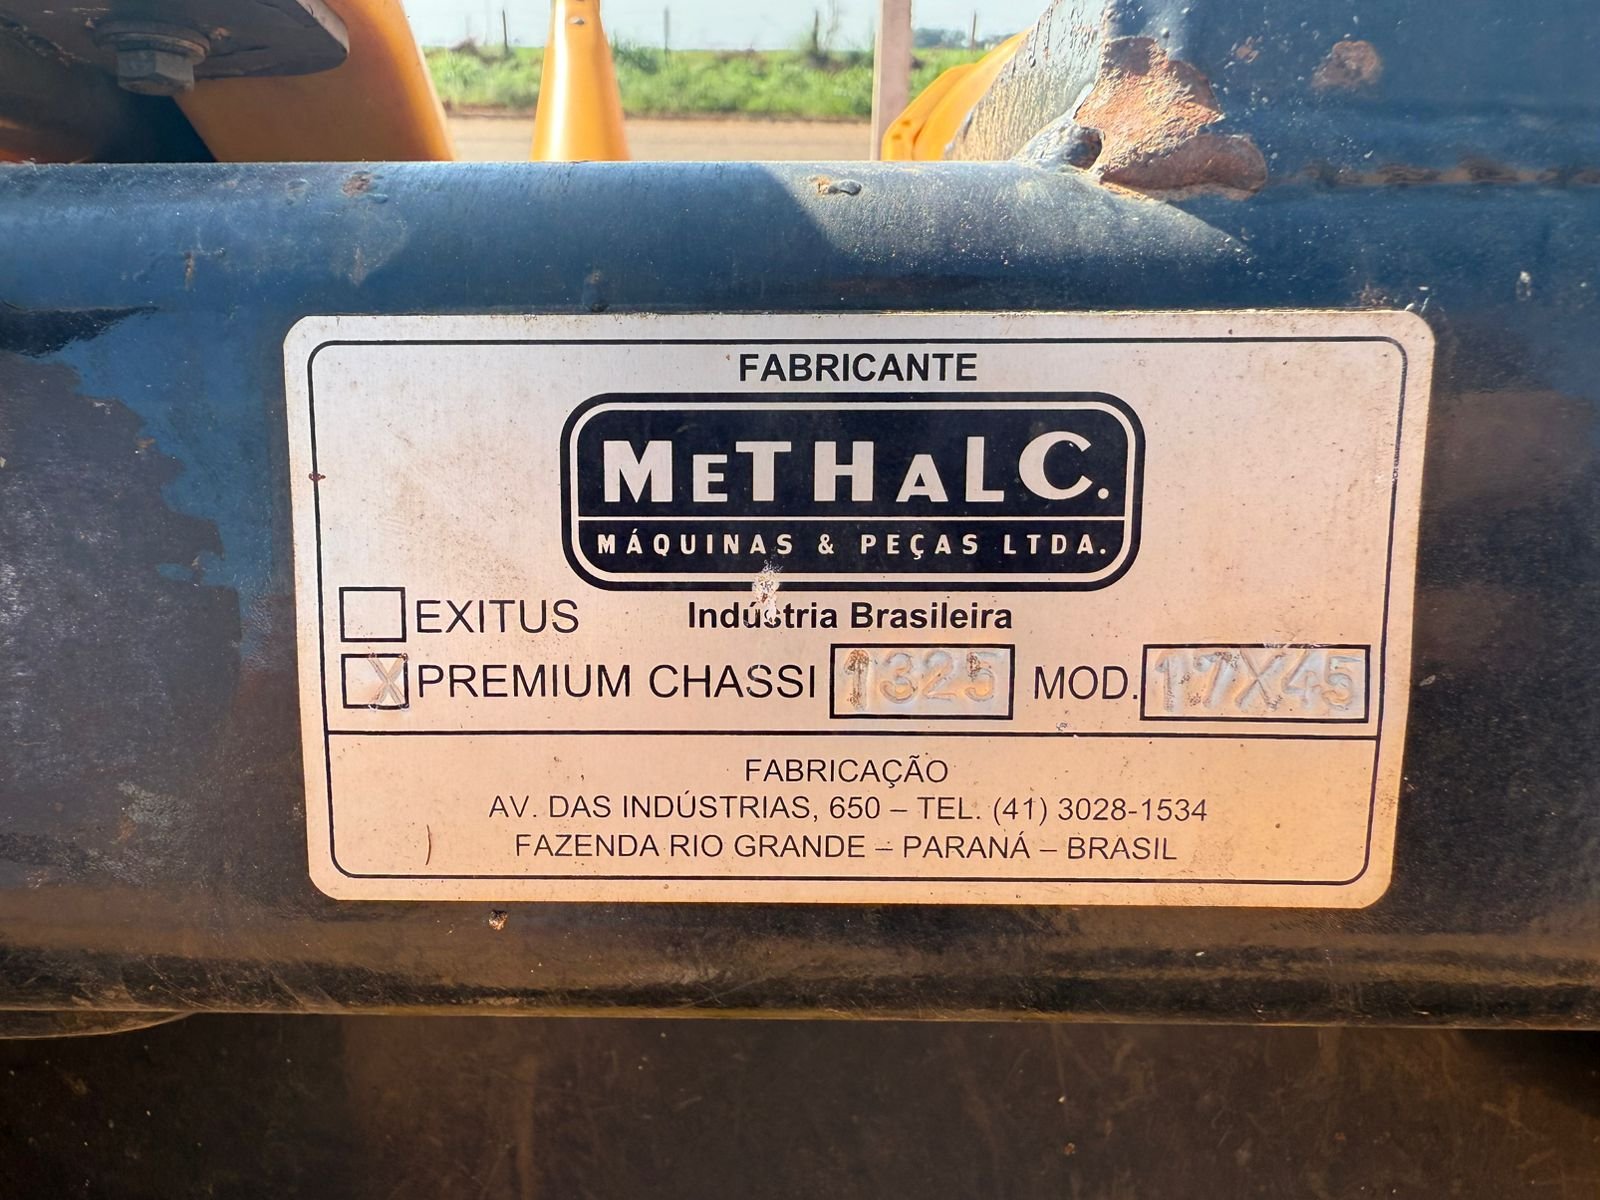 FABRICANTE
METHALC.
MÁQUINAS & PEÇAS LTDA.
EXITUS Indústria Brasileira
X PREMIUM CHASSI 1325 MOD. 17X45
FABRICAÇÃO
AV. DAS INDÚSTRIAS, 650 – TEL. (41) 3028-1534
FAZENDA RIO GRANDE – PARANÁ – BRASIL